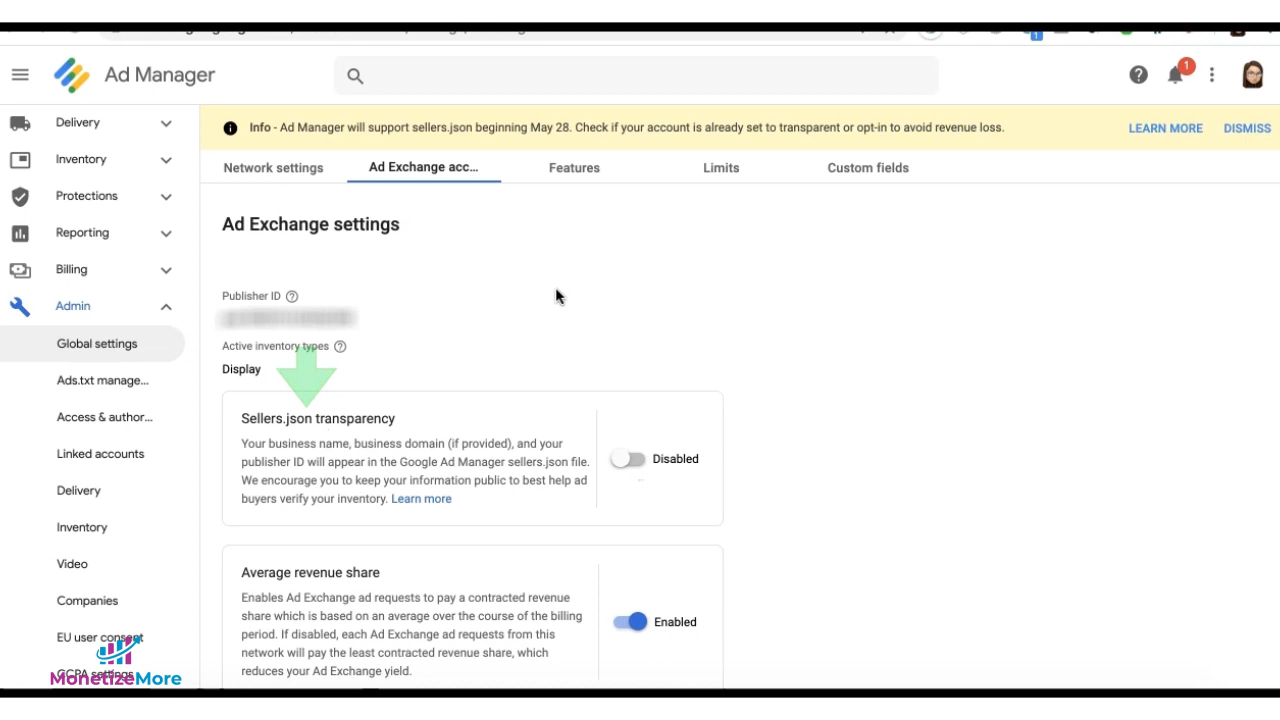 Ad Manager
1
Delivery
Inventory
Protections
Reporting
Billing
Admin
Global settings
Ads.txt manage...
Access & author...
Linked accounts
Delivery
Inventory
Video
Companies
EU user consent
CCPA settings
MonetizeMore
Info - Ad Manager will support sellers.json beginning May 28. Check if your account is already set to transparent or opt-in to avoid revenue loss.
LEARN MORE DISMISS
Network settings Ad Exchange acc... Features Limits Custom fields
Ad Exchange settings
Publisher ID
Active inventory types
Display
Sellers.json transparency
Your business name, business domain (if provided), and your
publisher ID will appear in the Google Ad Manager sellers.json file.
We encourage you to keep your information public to best help ad
buyers verify your inventory. Learn more
Disabled
Average revenue share
Enables Ad Exchange ad requests to pay a contracted revenue
share which is based on an average over the course of the billing
period. If disabled, each Ad Exchange ad requests from this
network will pay the least contracted revenue share, which
reduces your Ad Exchange yield.
Enabled